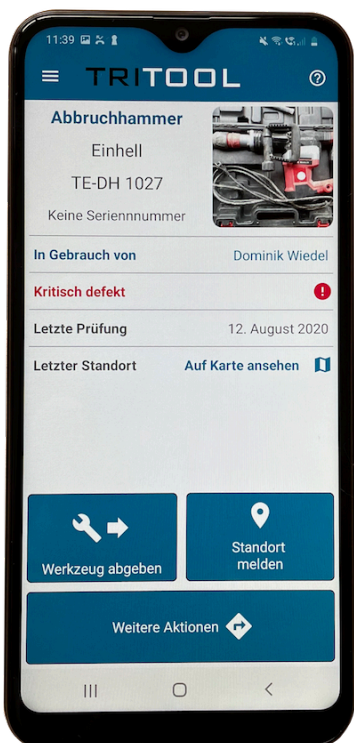 11:39
TRITOOL
Abbruchhammer
Einhell
TE-DH 1027
Keine Seriennnummer
In Gebrauch von Dominik Wiedel
Kritisch defekt
Letzte Prüfung 12. August 2020
Letzter Standort Auf Karte ansehen
Werkzeug abgeben
Standort
melden
Weitere Aktionen